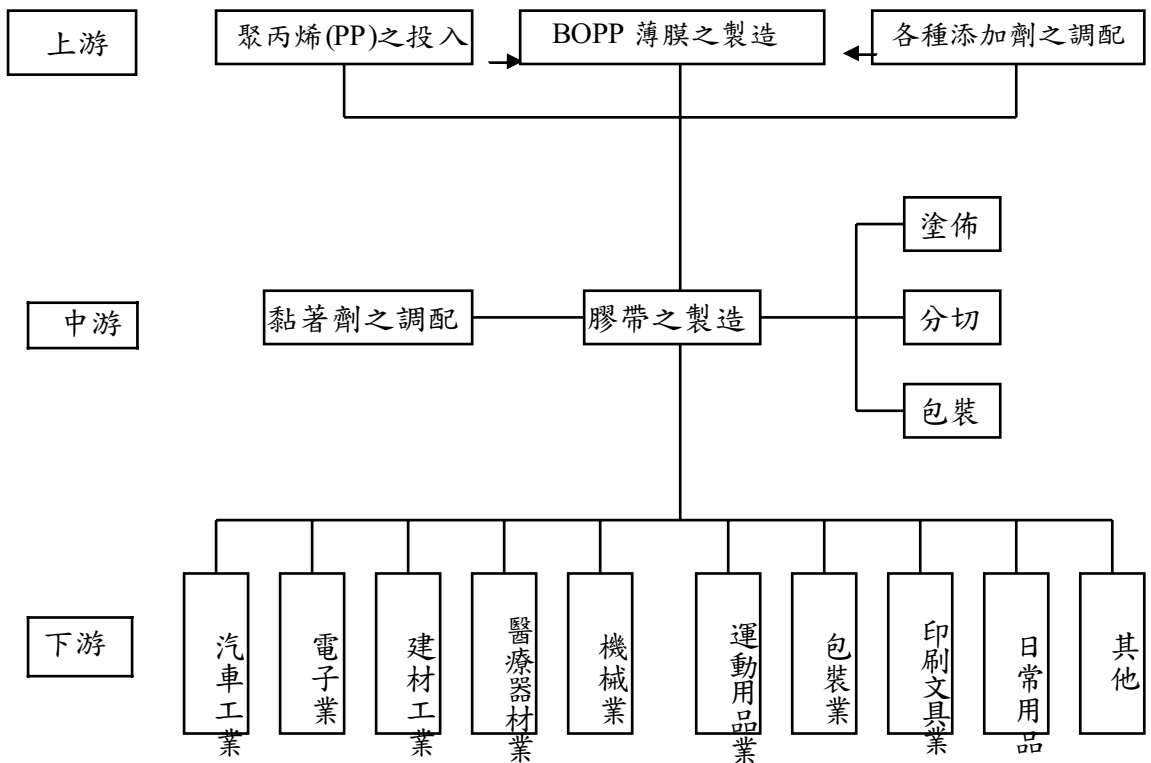 上游
聚丙烯(PP)之投入
BOPP 薄膜之製造
各種添加劑之調配
塗佈
中游
黏著劑之調配
膠帶之製造
分切
包裝
下游
汽車工業
電子業
建材工業
醫療器材業
機械業
運動用品業
包裝業
印刷文具業
日常用品
其他